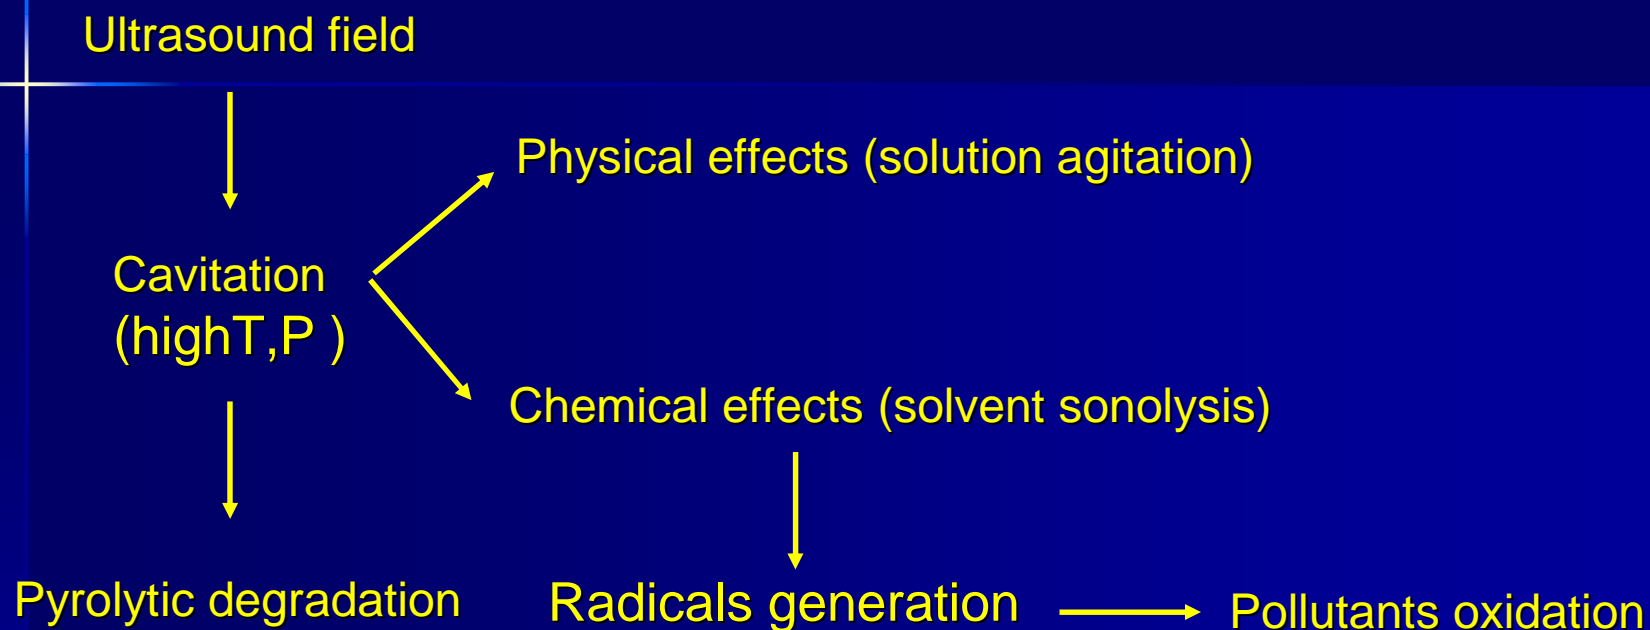 Ultrasound field
Physical effects (solution agitation)
Cavitation
(highT,P )
Chemical effects (solvent sonolysis)
Pyrolytic degradation
Radicals generation
Pollutants oxidation